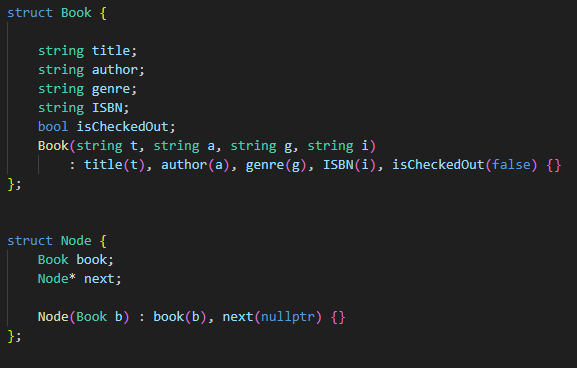 struct Book {
string title;
string author;
string genre;
string ISBN;
bool isCheckedOut;
Book(string t, string a, string g, string i)
: title(t), author(a), genre(g), ISBN(i), isCheckedOut(false) {}
};
struct Node {
Book book;
Node* next;
Node(Book b) : book(b), next(nullptr) {}
};